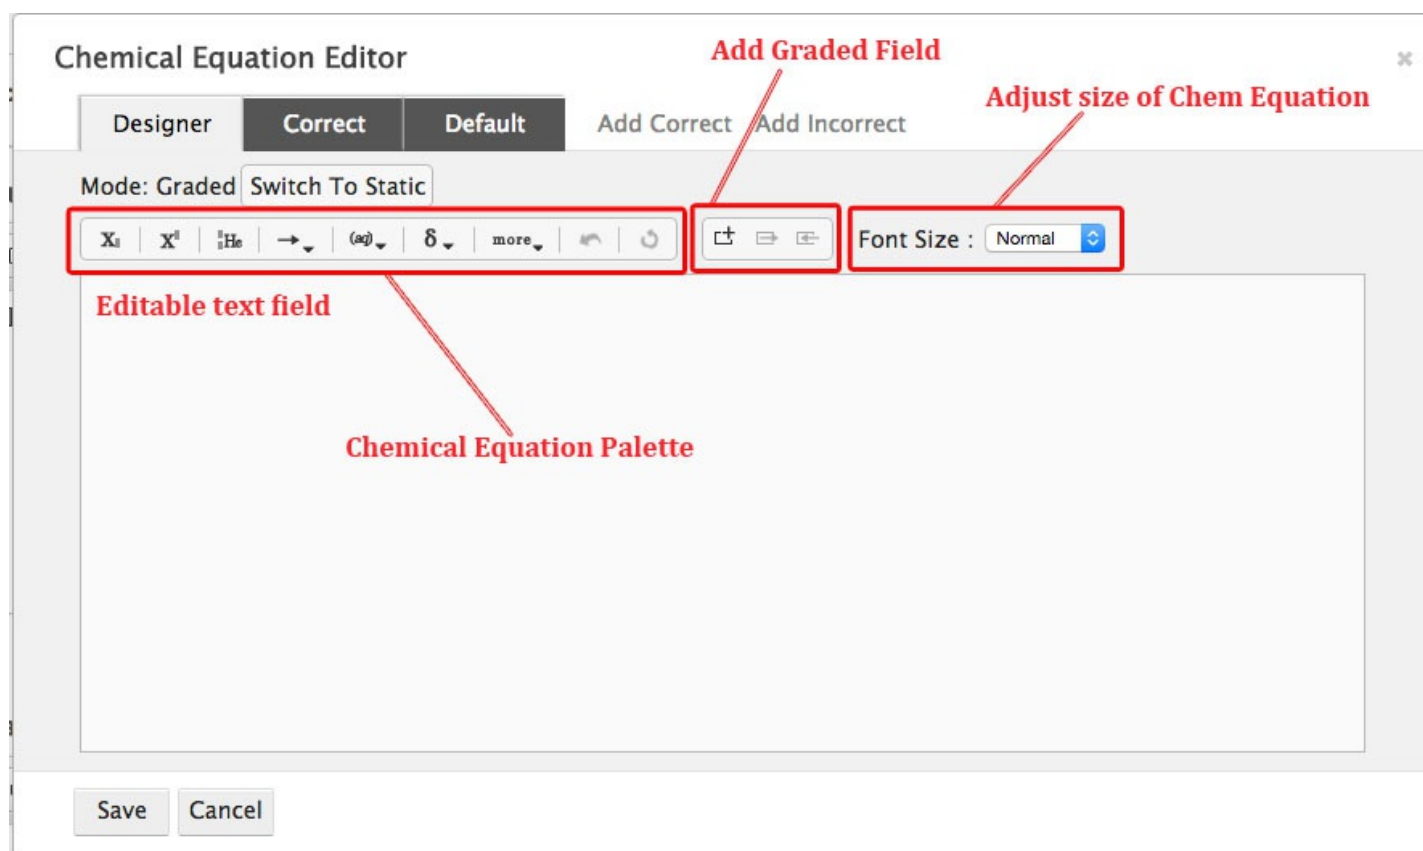 Chemical Equation Editor
Add Graded Field
×
Adjust size of Chem Equation
Designer Correct Default Add Correct Add Incorrect
Mode: Graded Switch To Static
X X He → (aq) δ more Font Size : Normal
Editable text field
Chemical Equation Palette
Save Cancel